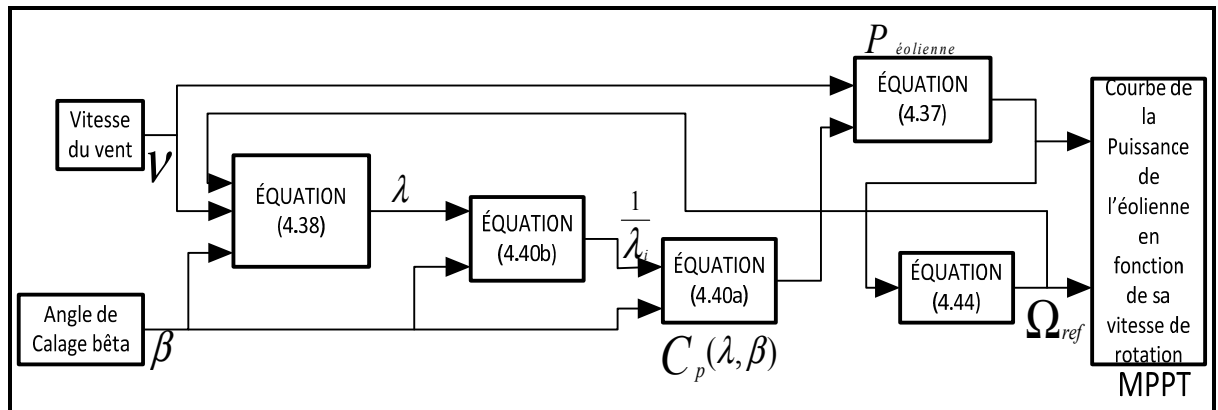 P éolienne
Vitesse
du vent
V
ÉQUATION
(4.37)
Courbe de
la
Puissance
de
l'éolienne
en
fonction
de sa
vitesse de
rotation
MPPT
ÉQUATION
(4.38)
λ
ÉQUATION
(4.40b)
1
λi
ÉQUATION
(4.40a)
Cp(λ, β)
ÉQUATION
(4.44)
Ωref
Angle de
Calage bêta
β